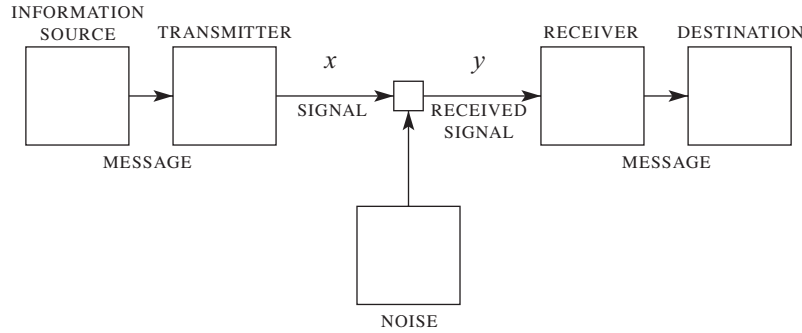 INFORMATION
SOURCE
TRANSMITTER
RECEIVER
DESTINATION
x
y
SIGNAL
RECEIVED
SIGNAL
MESSAGE
MESSAGE
NOISE